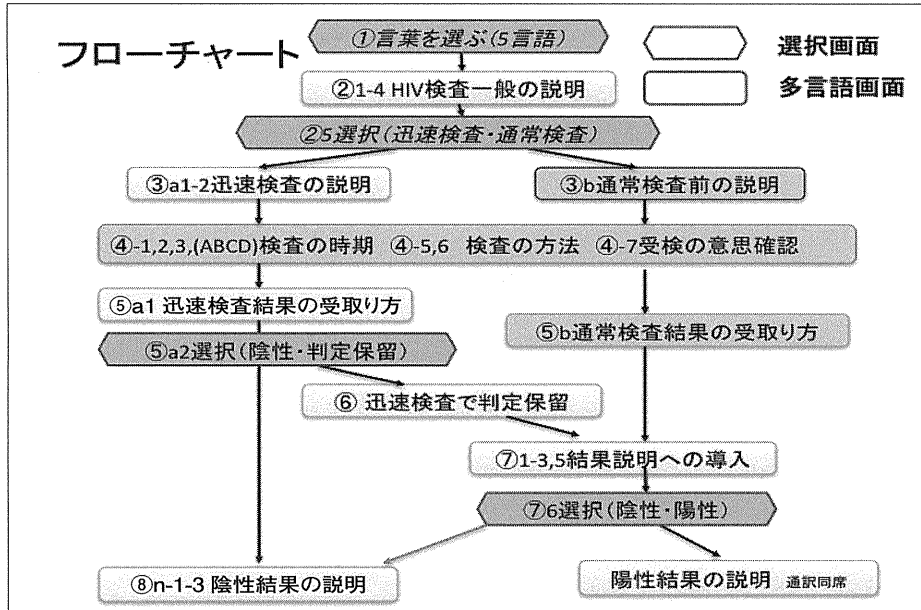 フローチャート
①言葉を選ぶ(5言語)
選択画面
②1-4 HIV検査一般の説明
多言語画面
②5選択(迅速検査・通常検査)
③a1-2迅速検査の説明
③b通常検査前の説明
④-1,2,3,(ABCD)検査の時期 ④-5,6 検査の方法 ④-7受検の意思確認
⑤a1 迅速検査結果の受取り方
⑤b通常検査結果の受取り方
⑤a2選択(陰性・判定保留)
⑥ 迅速検査で判定保留
⑦1-3,5結果説明への導入
⑦6選択(陰性・陽性)
⑧n-1-3 陰性結果の説明
陽性結果の説明 通訳同席